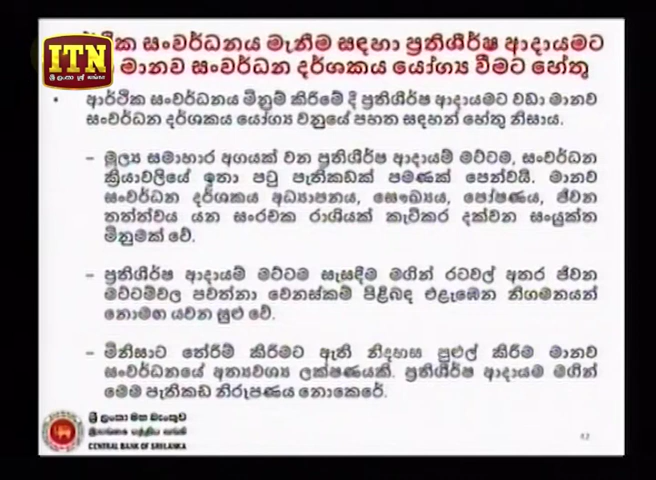 ITN
ශ්‍රී ලංකා මහජන
සංවර්ධනය මැනීම සඳහා ප්‍රතිශීර්ෂ ආදායමට
මානව සංවර්ධන දර්ශකය යෝග්‍ය වීමට හේතු
• ආර්ථික සංවර්ධනය මිනුම් කිරීමේ දී ප්‍රතිශීර්ෂ ආදායමට වඩා මානව
සංවර්ධන දර්ශකය යෝග්‍ය වනුයේ පහත සඳහන් හේතු නිසාය.
– මූල්‍ය සමාහාර අගයක් වන ප්‍රතිශීර්ෂ ආදායම් මට්ටම, සංවර්ධන
ක්‍රියාවලියේ ඉතා පටු පැතිකඩක් පමණක් පෙන්වයි. මානව
සංවර්ධන දර්ශකය අධ්‍යාපනය, සෞඛ්‍යය, පෝෂණය, ජීවන
තත්ත්වය යන සංරචක රාශියක් කැටිකර දක්වන සංයුක්ත
මිනුමක් වේ.
– ප්‍රතිශීර්ෂ ආදායම් මට්ටම සැසඳීම මගින් රටවල් අතර ජීවන
මට්ටම්වල පවත්නා වෙනස්කම් පිළිබඳ එළැඹෙන නිගමනයන්
නොමඟ යවන සුළු වේ.
– මිනිසාට තේරීම් කිරීමට ඇති නිදහස පුළුල් කිරීම මානව
සංවර්ධනයේ අත්‍යවශ්‍ය ලක්ෂණයකි. ප්‍රතිශීර්ෂ ආදායම මගින්
මෙම පැතිකඩ නිරූපණය නොකෙරේ.
ශ්‍රී ලංකා මහ බැංකුව
CENTRAL BANK OF SRI LANKA